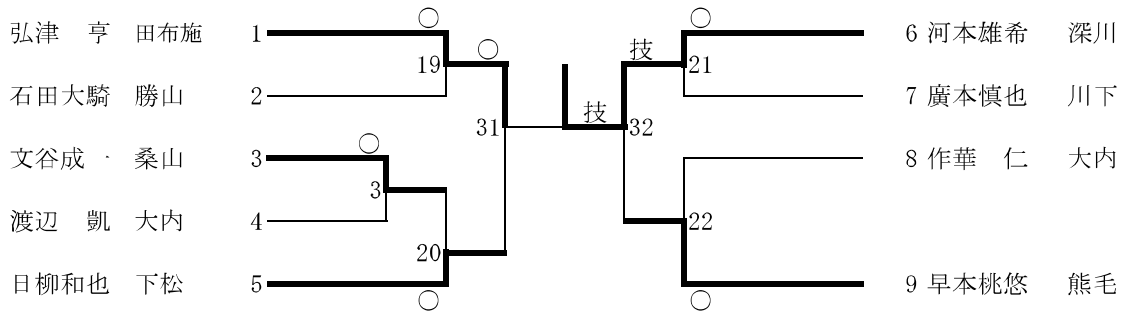 弘津　亨 田布施 1
石田大騎 勝山 2
文谷成 桑山 3
渡辺　凱 大内 4
日柳和也 下松 5
〇
19
〇
31
〇
3
20
〇
技
32
技
〇
21
22
〇
6 河本雄希 深川
7 廣本慎也 川下
8 作華　仁 大内
9 早本桃悠 熊毛